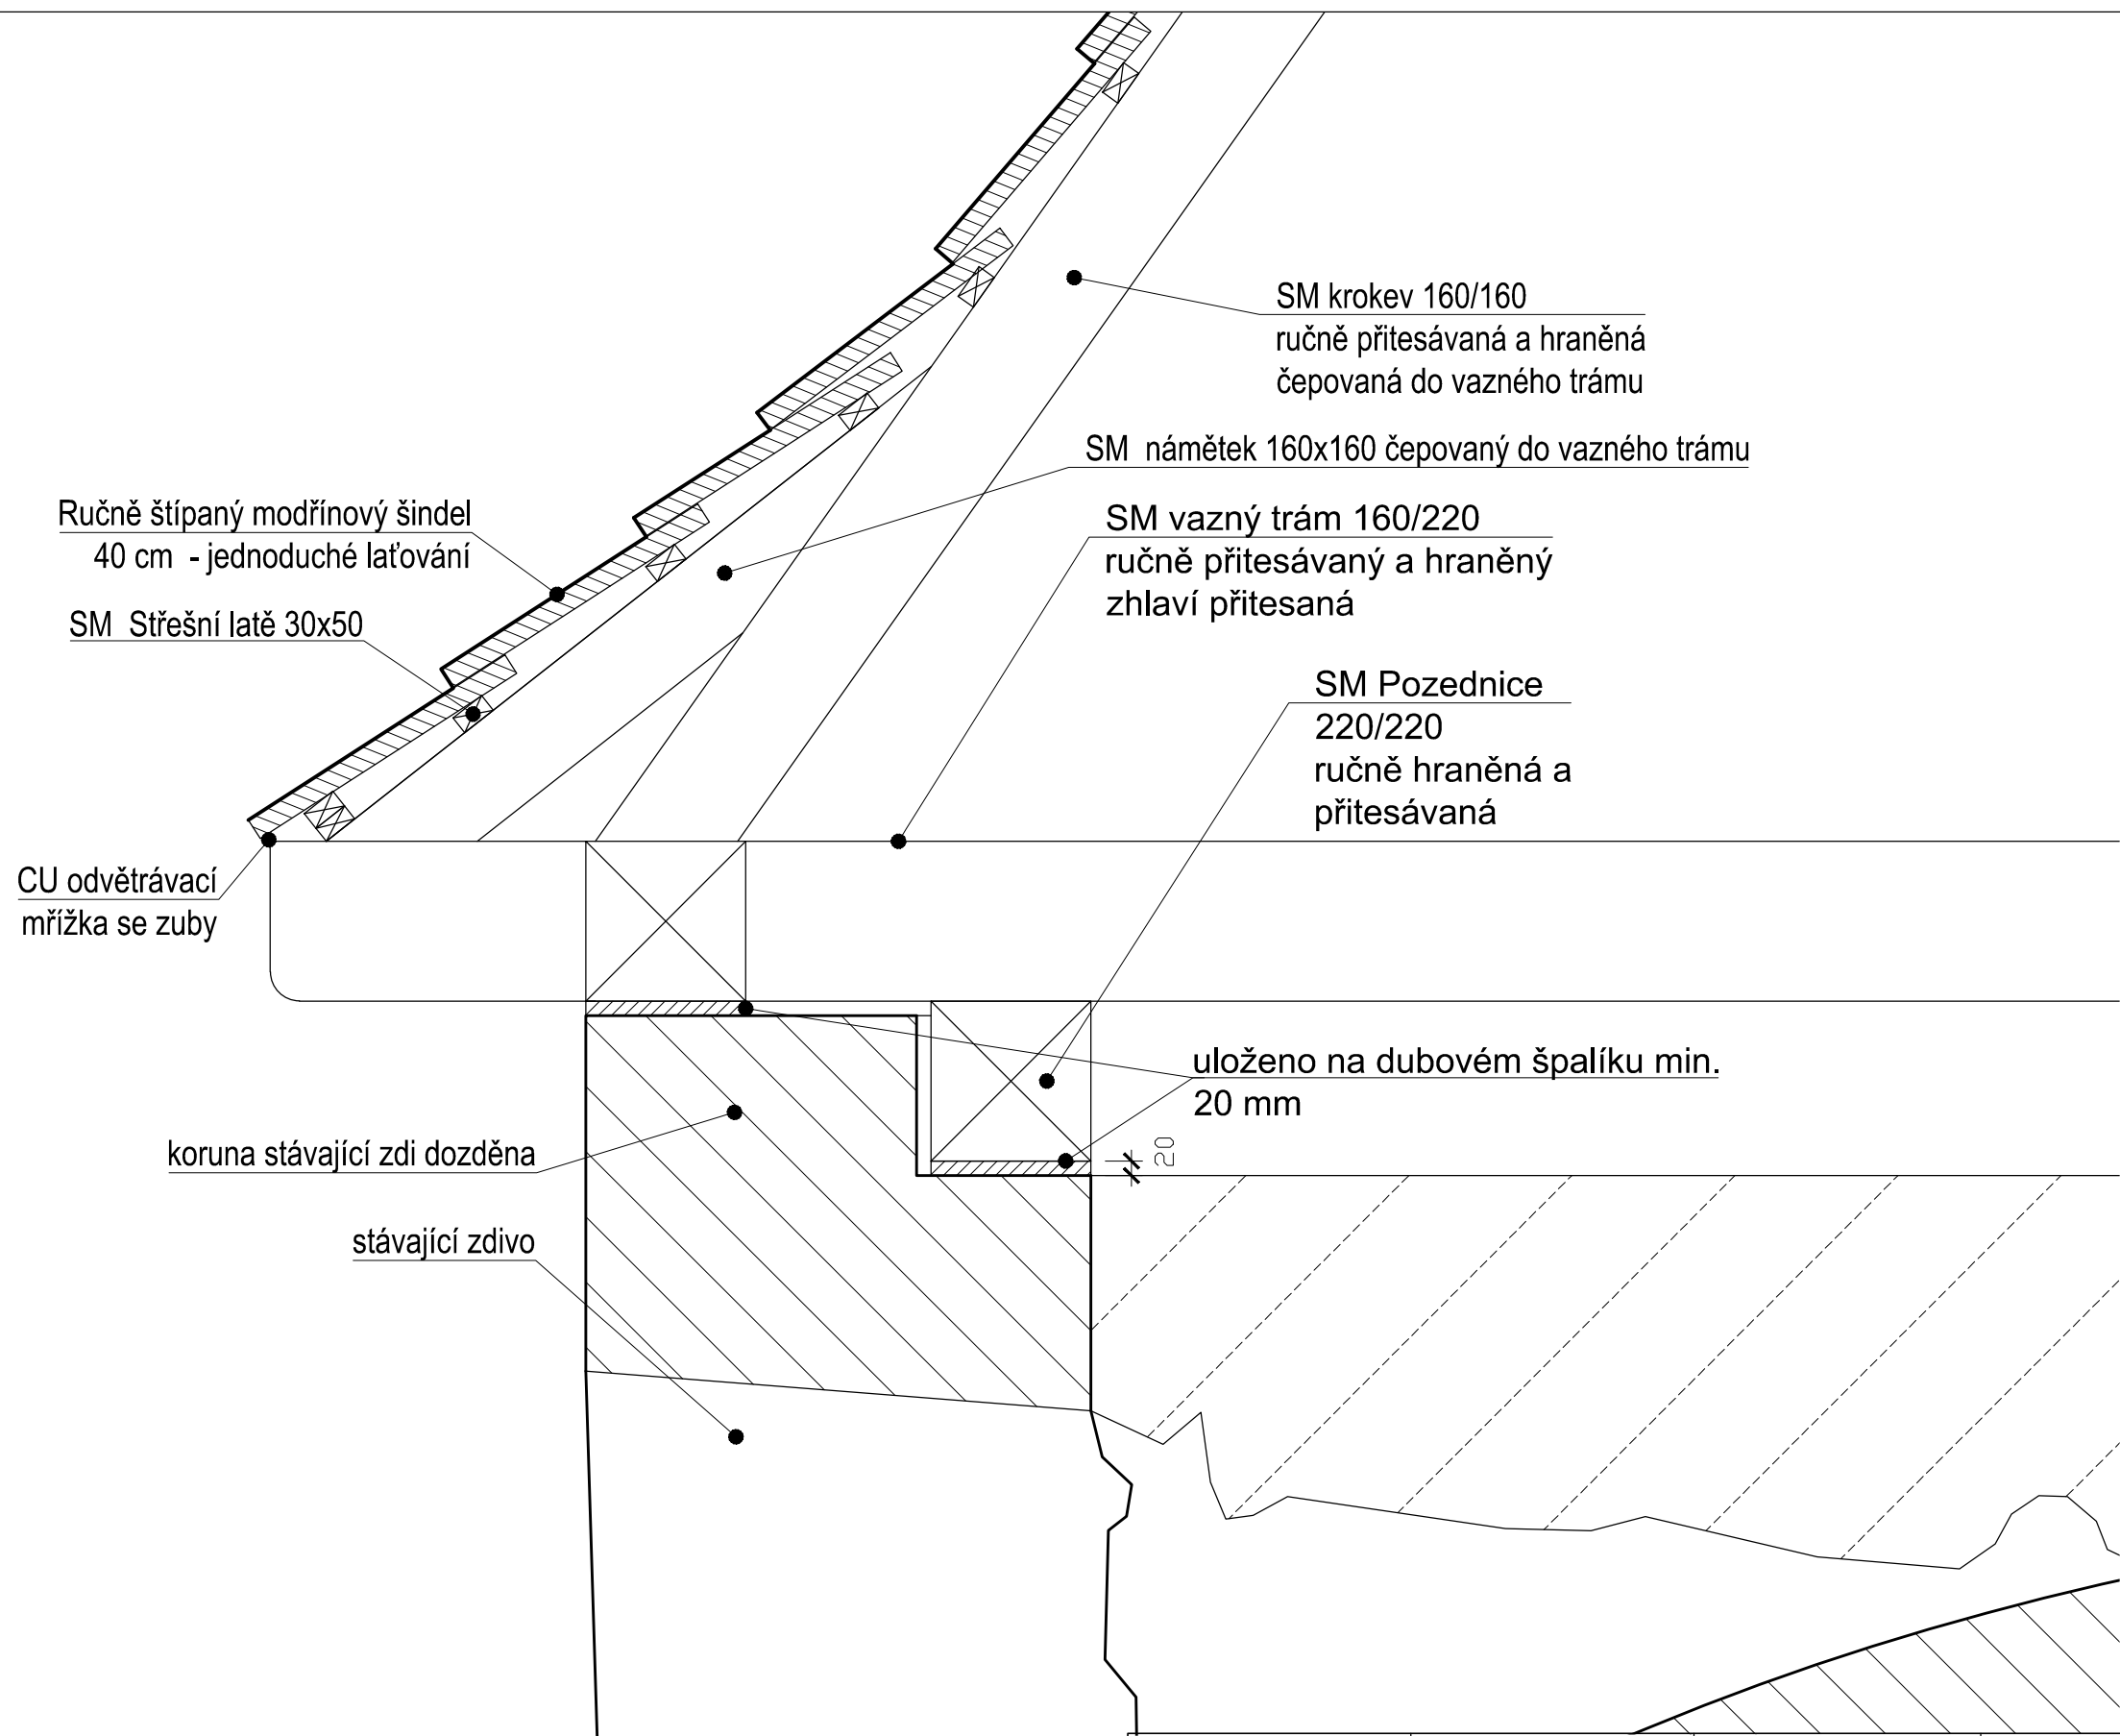 SM krokev 160/160
ručně přitesávaná a hraněná
čepovaná do vazného trámu
SM námětek 160x160 čepovaný do vazného trámu
Ručně štípaný modřínový šindel
40 cm - jednoduché laťování
SM vazný trám 160/220
ručně přitesávaný a hraněný
zhlaví přitesaná
SM Střešní latě 30x50
SM Pozednice
220/220
ručně hraněná a
přitesávaná
CU odvětrávací
mřížka se zuby
uloženo na dubovém špalíku min.
20 mm
20
koruna stávající zdi dozděna
stávající zdivo